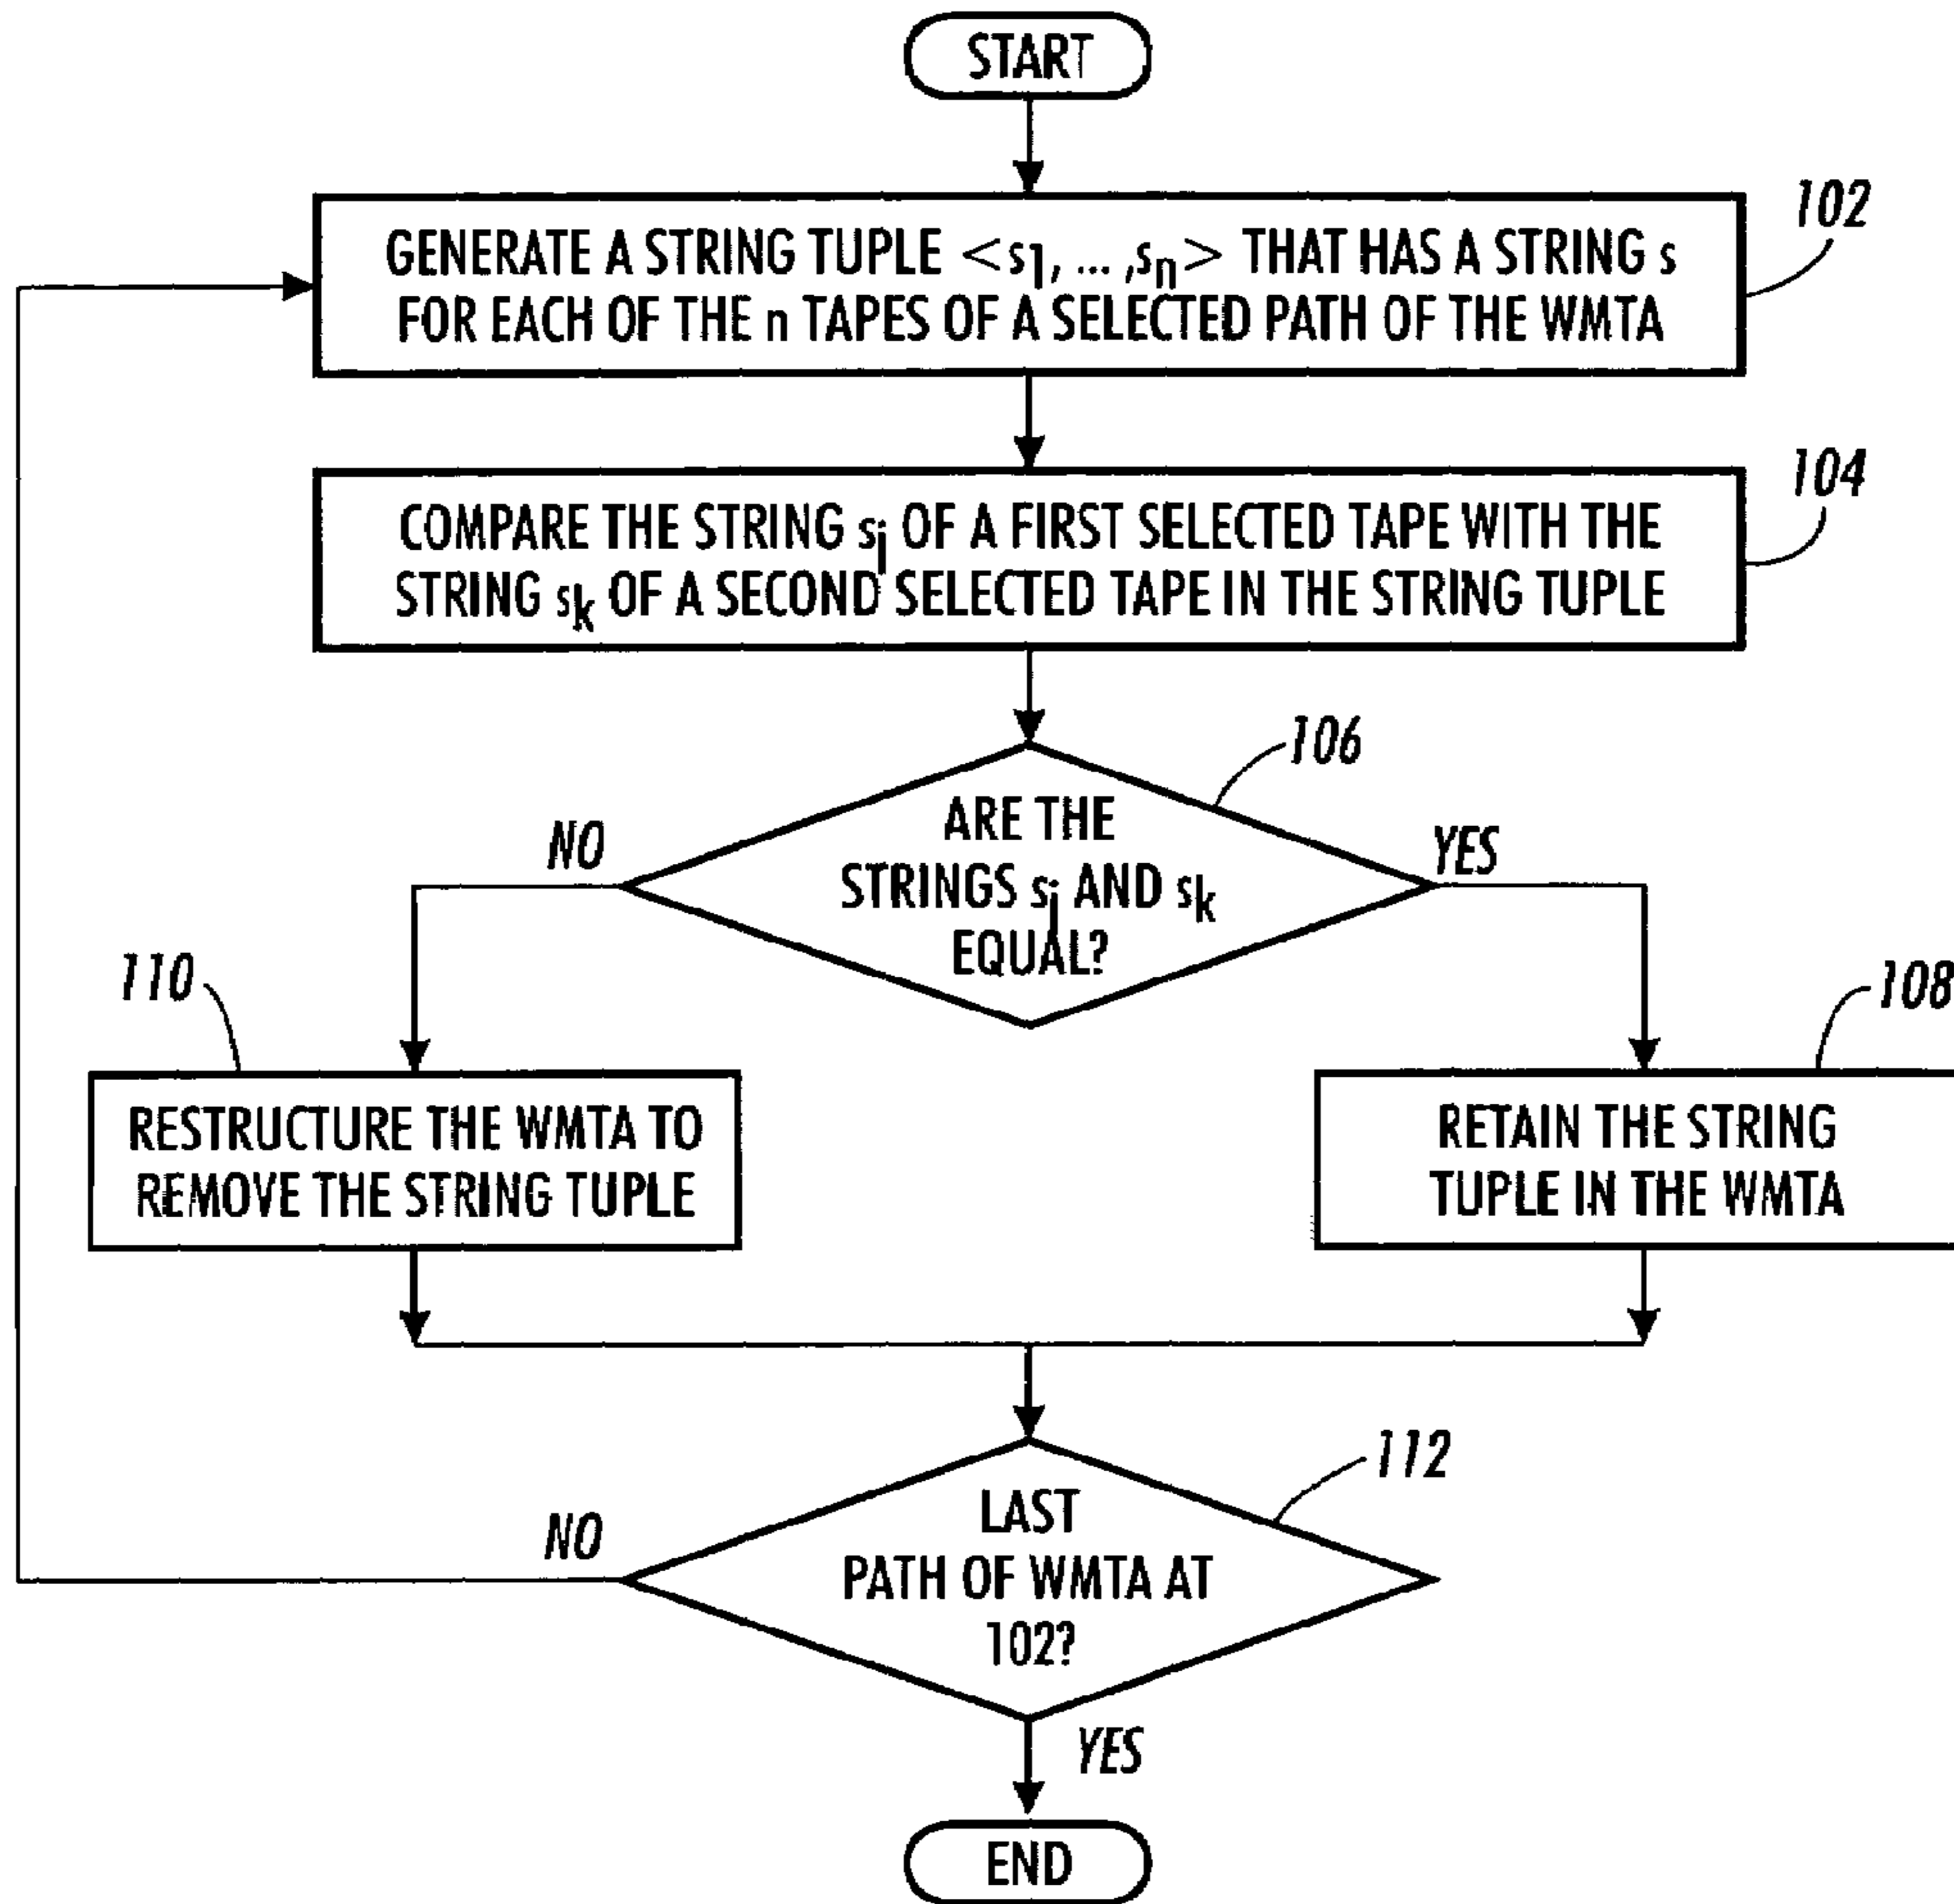 START
102
GENERATE A STRING TUPLE <s1, ...,sn> THAT HAS A STRING s
FOR EACH OF THE n TAPES OF A SELECTED PATH OF THE WMTA
104
COMPARE THE STRING sj OF A FIRST SELECTED TAPE WITH THE
STRING sk OF A SECOND SELECTED TAPE IN THE STRING TUPLE
106
ARE THE
STRINGS sj AND sk
EQUAL?
NO
YES
110
108
RESTRUCTURE THE WMTA TO
REMOVE THE STRING TUPLE
RETAIN THE STRING
TUPLE IN THE WMTA
112
LAST
PATH OF WMTA AT
102?
NO
YES
END